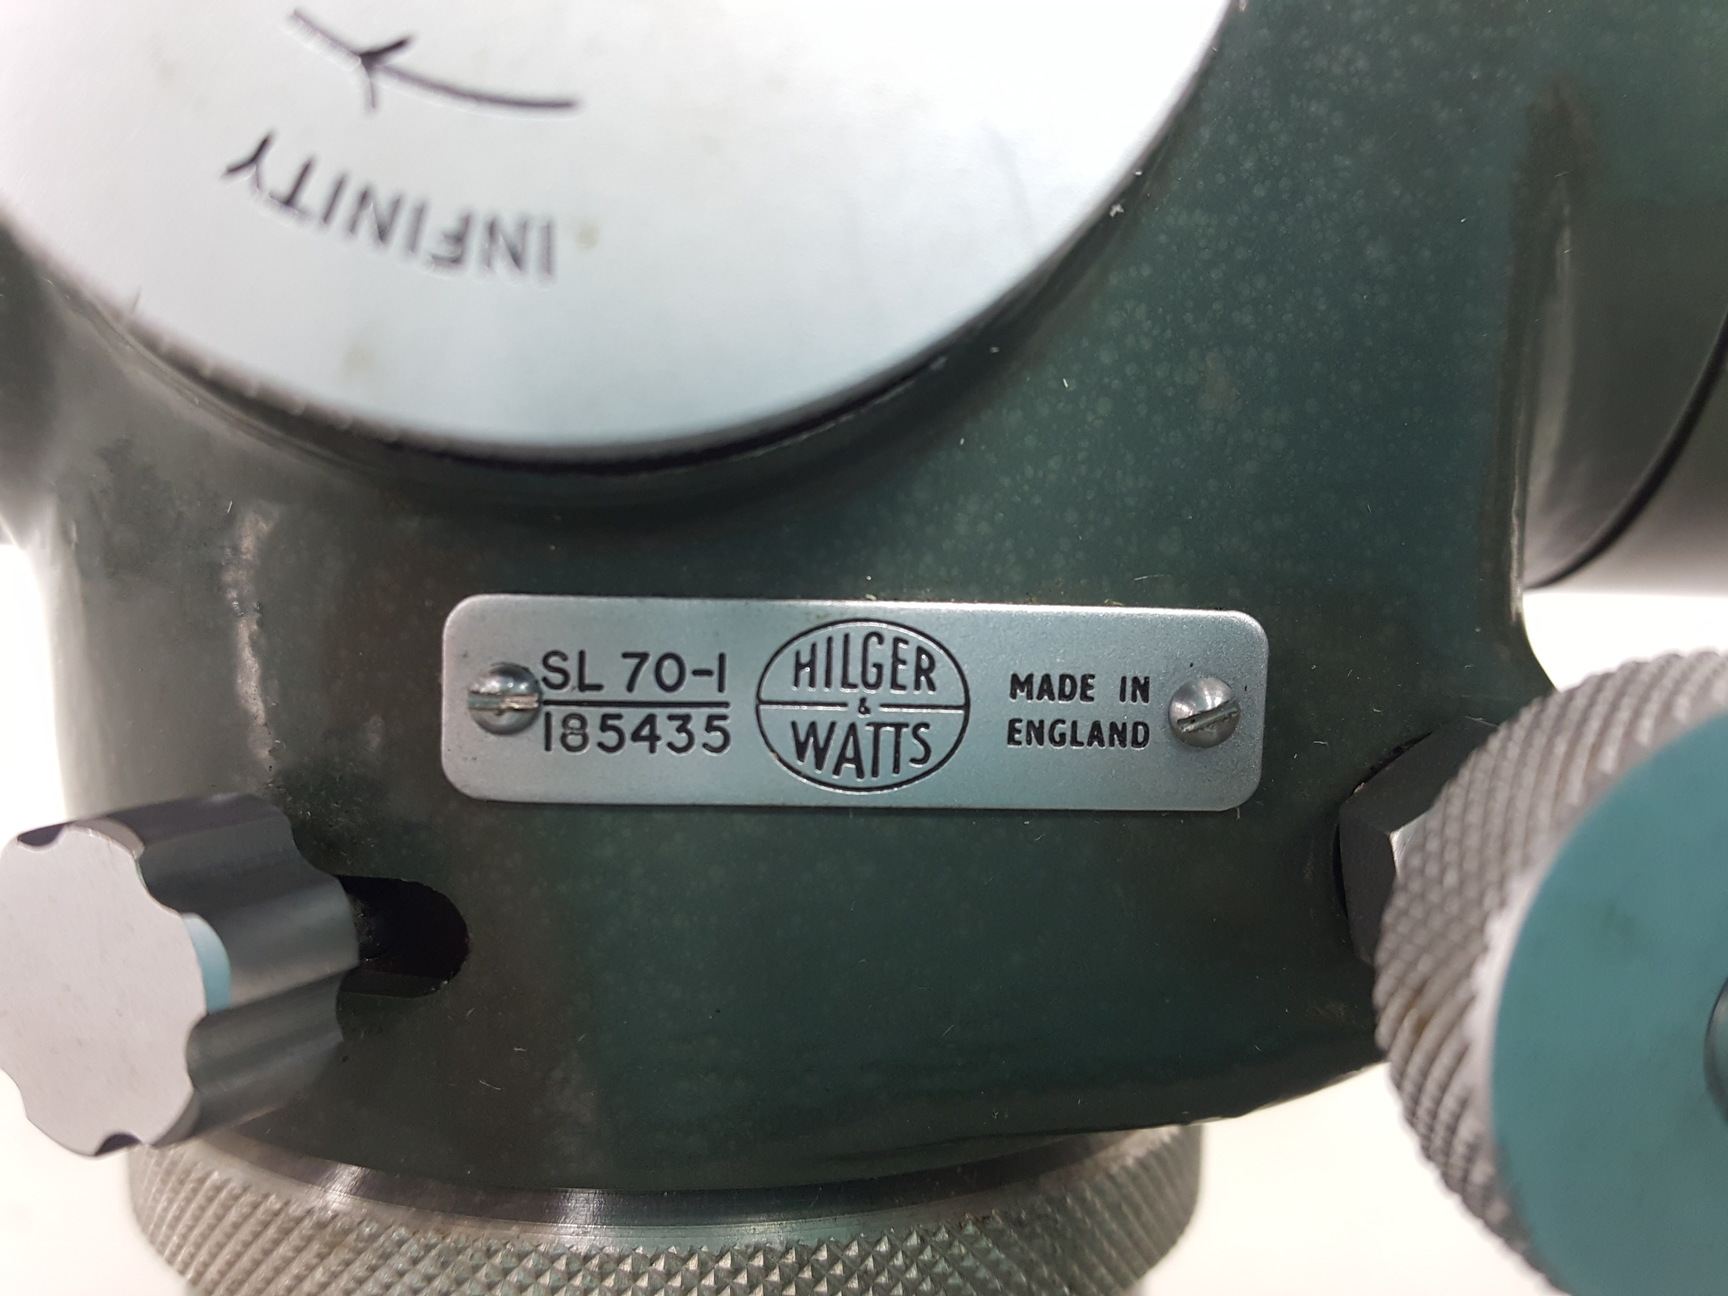 INFINITY
SL 70-1
185435
HILGER
&
WATTS
MADE IN
ENGLAND